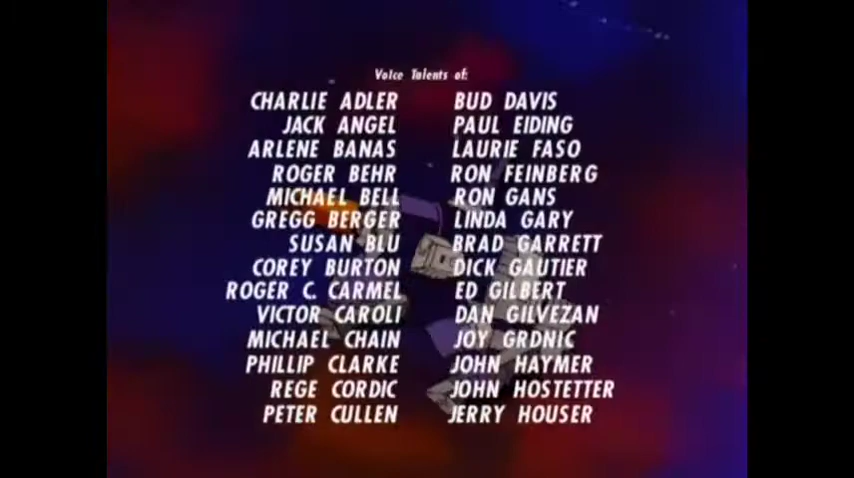 Voice Talents of:
CHARLIE ADLER BUD DAVIS
JACK ANGEL PAUL EIDING
ARLENE BANAS LAURIE FASO
ROGER BEHR RON FEINBERG
MICHAEL BELL RON GANS
GREGG BERGER LINDA GARY
SUSAN BLU BRAD GARRETT
COREY BURTON DICK GAUTIER
ROGER C. CARMEL ED GILBERT
VICTOR CAROLI DAN GILVEZAN
MICHAEL CHAIN JOY GRDNIC
PHILLIP CLARKE JOHN HAYMER
REGE CORDIC JOHN HOSTETTER
PETER CULLEN JERRY HOUSER